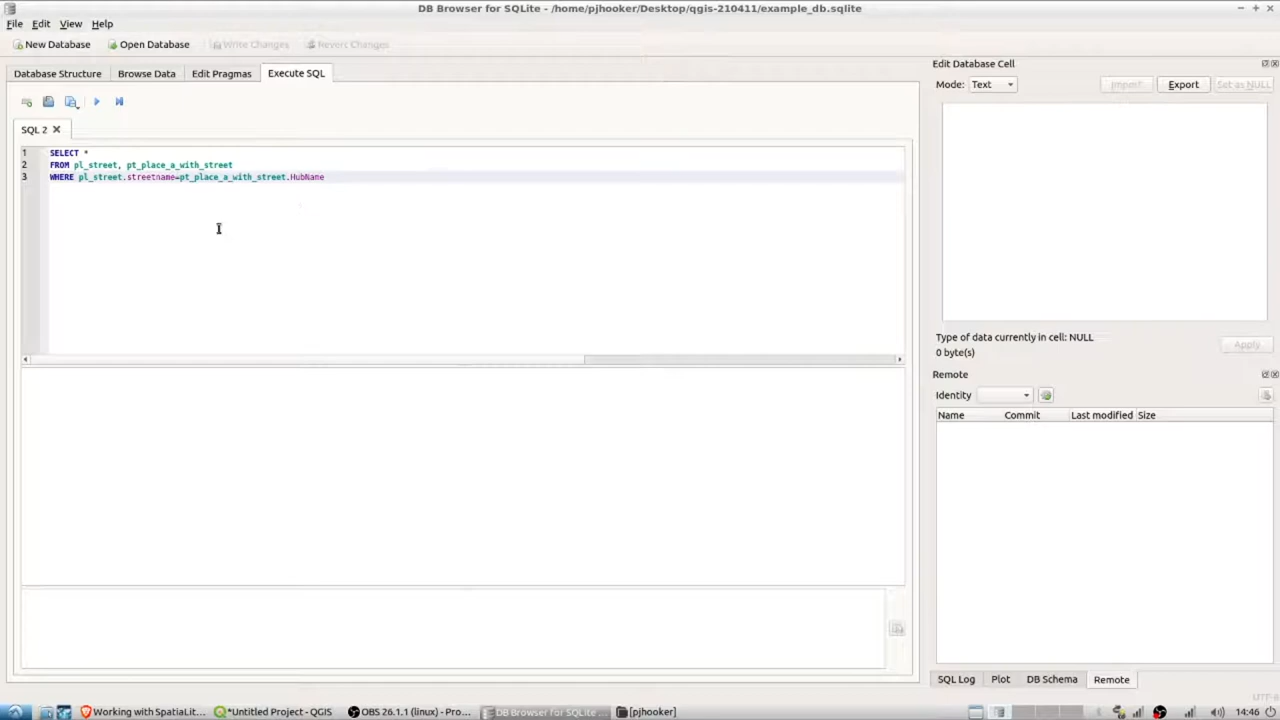 DB Browser for SQLite - /home/pjhooker/Desktop/qgis-210411/example_db.sqlite
File Edit View Help
New Database Open Database Write Changes Revert Changes
Database Structure Browse Data Edit Pragmas Execute SQL
SQL 2
1 SELECT *
2 FROM pl_street, pt_place_a_with_street
3 WHERE pl_street.streetname=pt_place_a_with_street.HubName
Edit Database Cell
Mode: Text Import Export Set as NULL
Type of data currently in cell: NULL
0 byte(s)
Apply
Remote
Identity
Name Commit Last modified Size
SQL Log Plot DB Schema Remote
UTF-8
Working with SpatiaLit... *Untitled Project - QGIS OBS 26.1.1 (linux) - Pro... DB Browser for SQLite ... [pjhooker] 14:46